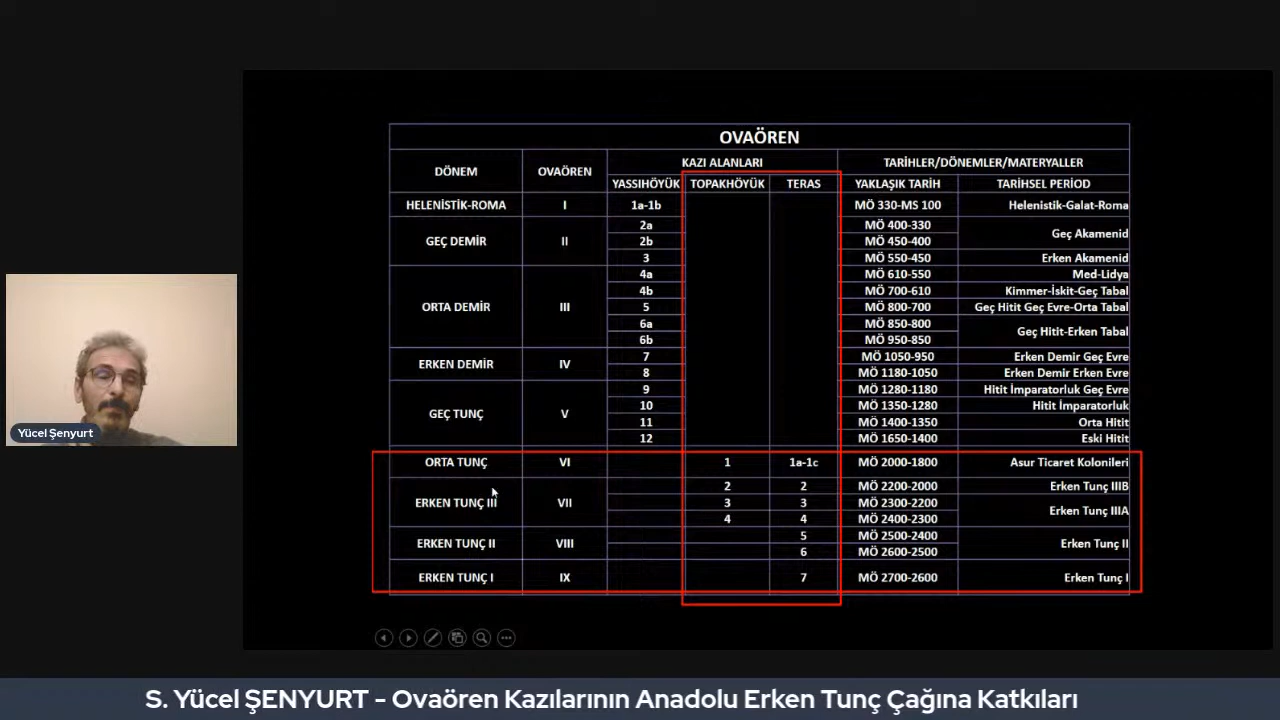 OVAÖREN
DÖNEM OVAÖREN KAZI ALANLARI TARİHLER/DÖNEMLER/MATERYALLER
YASSIHÖYÜK TOPAKHÖYÜK TERAS YAKLAŞIK TARİH TARİHSEL PERİOD
HELENİSTİK-ROMA I 1a-1b MÖ 330-MS 100 Helenistik-Galat-Roma
GEÇ DEMİR II 2a MÖ 400-330 Geç Akamenid
2b MÖ 450-400
3 MÖ 550-450 Erken Akamenid
ORTA DEMİR III 4a MÖ 610-550 Med-Lidya
4b MÖ 700-610 Kimmer-İskit-Geç Tabal
5 MÖ 800-700 Geç Hitit Geç Evre-Orta Tabal
6a MÖ 850-800 Geç Hitit-Erken Tabal
6b MÖ 950-850
ERKEN DEMİR IV 7 MÖ 1050-950 Erken Demir Geç Evre
8 MÖ 1180-1050 Erken Demir Erken Evre
GEÇ TUNÇ V 9 MÖ 1280-1180 Hitit İmparatorluk Geç Evre
10 MÖ 1350-1280 Hitit İmparatorluk
11 MÖ 1400-1350 Orta Hitit
12 MÖ 1650-1400 Eski Hitit
ORTA TUNÇ VI 1 1a-1c MÖ 2000-1800 Asur Ticaret Kolonileri
ERKEN TUNÇ III VII 2 2 MÖ 2200-2000 Erken Tunç IIIB
3 3 MÖ 2300-2200 Erken Tunç IIIA
4 4 MÖ 2400-2300
ERKEN TUNÇ II VIII 5 MÖ 2500-2400 Erken Tunç II
6 MÖ 2600-2500
ERKEN TUNÇ I IX 7 MÖ 2700-2600 Erken Tunç I
Yücel Şenyurt
S. Yücel ŞENYURT - Ovaören Kazılarının Anadolu Erken Tunç Çağına Katkıları